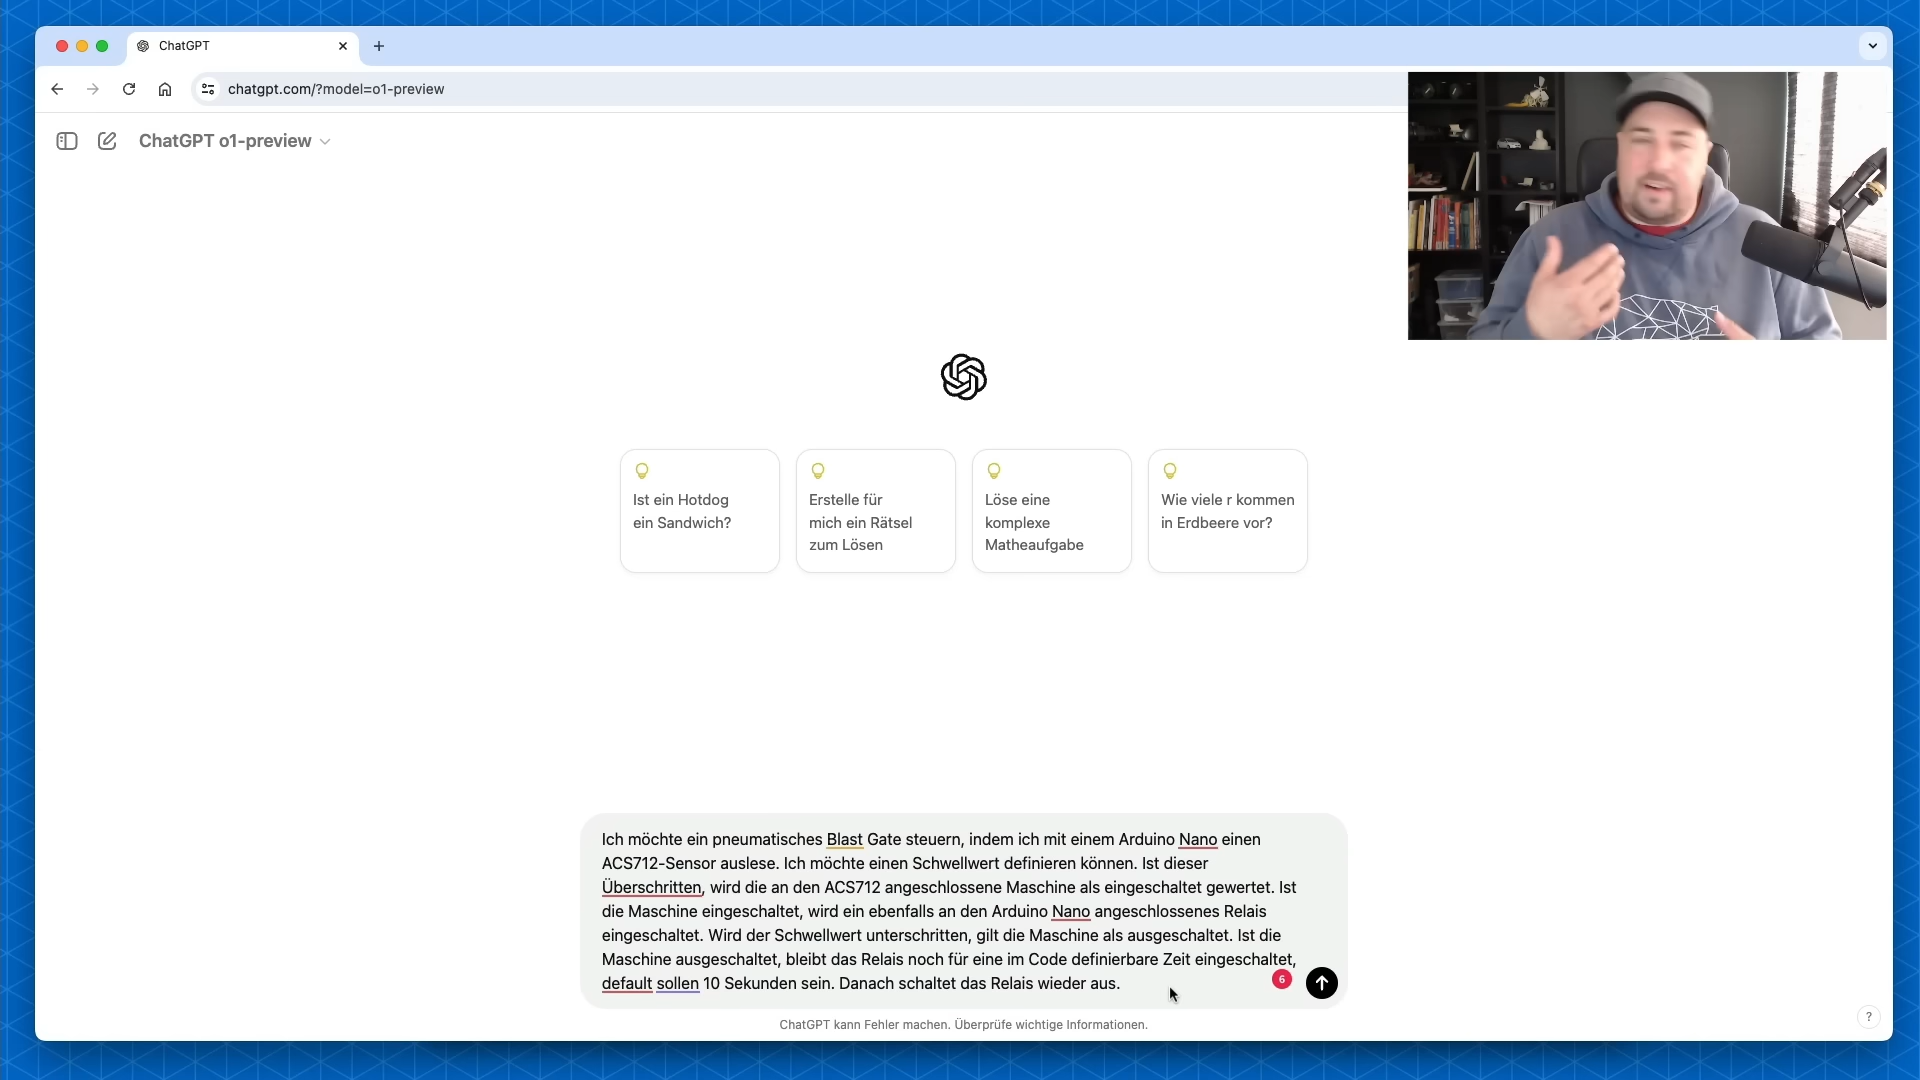 ChatGPT
chatgpt.com/?model=o1-preview
ChatGPT o1-preview
Ist ein Hotdog
ein Sandwich?
Erstelle für
mich ein Rätsel
zum Lösen
Löse eine
komplexe
Matheaufgabe
Wie viele r kommen
in Erdbeere vor?
Ich möchte ein pneumatisches Blast Gate steuern, indem ich mit einem Arduino Nano einen
ACS712-Sensor auslese. Ich möchte einen Schwellwert definieren können. Ist dieser
Überschritten, wird die an den ACS712 angeschlossene Maschine als eingeschaltet gewertet. Ist
die Maschine eingeschaltet, wird ein ebenfalls an den Arduino Nano angeschlossenes Relais
eingeschaltet. Wird der Schwellwert unterschritten, gilt die Maschine als ausgeschaltet. Ist die
Maschine ausgeschaltet, bleibt das Relais noch für eine im Code definierbare Zeit eingeschaltet,
default sollen 10 Sekunden sein. Danach schaltet das Relais wieder aus.
6
ChatGPT kann Fehler machen. Überprüfe wichtige Informationen.
?